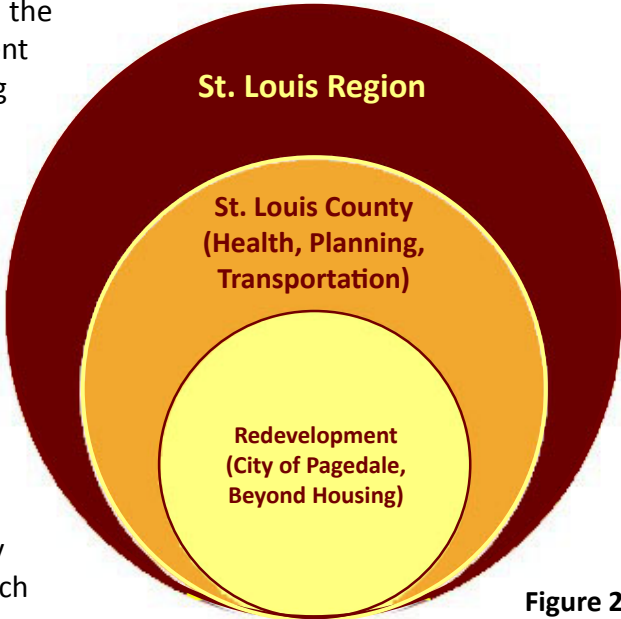 the
nt
g
St. Louis Region
St. Louis County
(Health, Planning,
Transportation)
Redevelopment
(City of Pagedale,
Beyond Housing)
ch
Figure 2